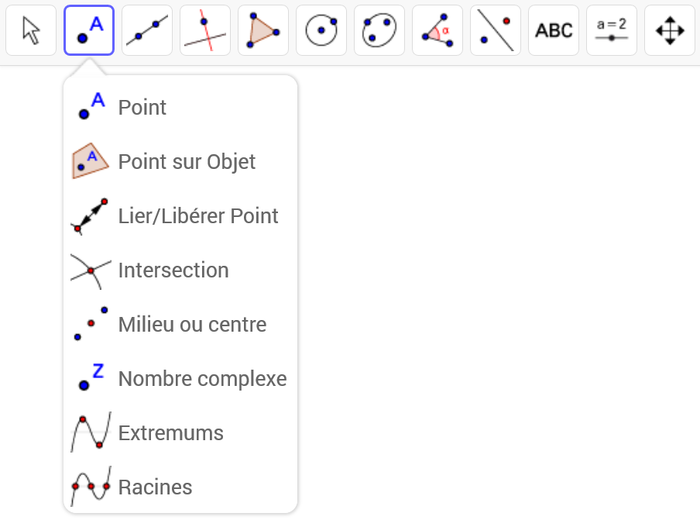 A
α
ABC
a=2
A Point
A Point sur Objet
Lier/Libérer Point
Intersection
Milieu ou centre
Z Nombre complexe
Extremums
Racines